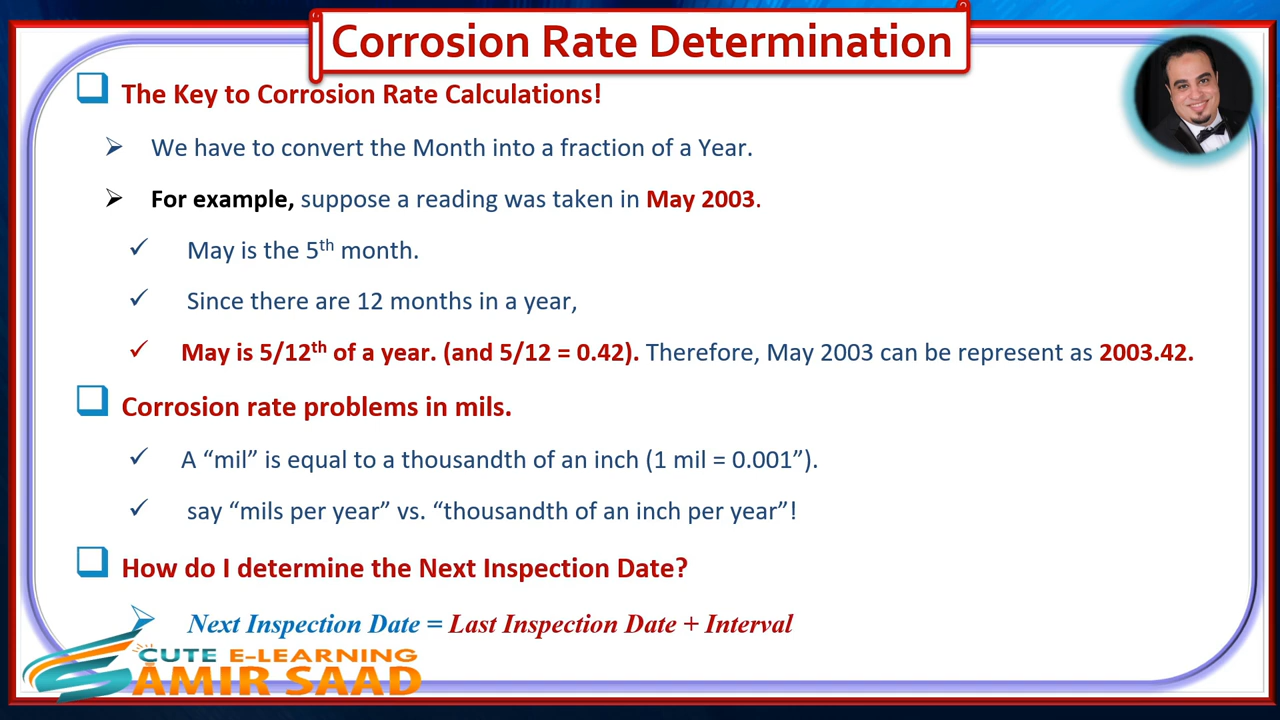 Corrosion Rate Determination
The Key to Corrosion Rate Calculations!
We have to convert the Month into a fraction of a Year.
For example, suppose a reading was taken in May 2003.
May is the 5th month.
Since there are 12 months in a year,
May is 5/12th of a year. (and 5/12 = 0.42). Therefore, May 2003 can be represent as 2003.42.
Corrosion rate problems in mils.
A “mil” is equal to a thousandth of an inch (1 mil = 0.001”).
say “mils per year” vs. “thousandth of an inch per year”!
How do I determine the Next Inspection Date?
Next Inspection Date = Last Inspection Date + Interval
CUTE E-LEARNING
AMIR SAAD